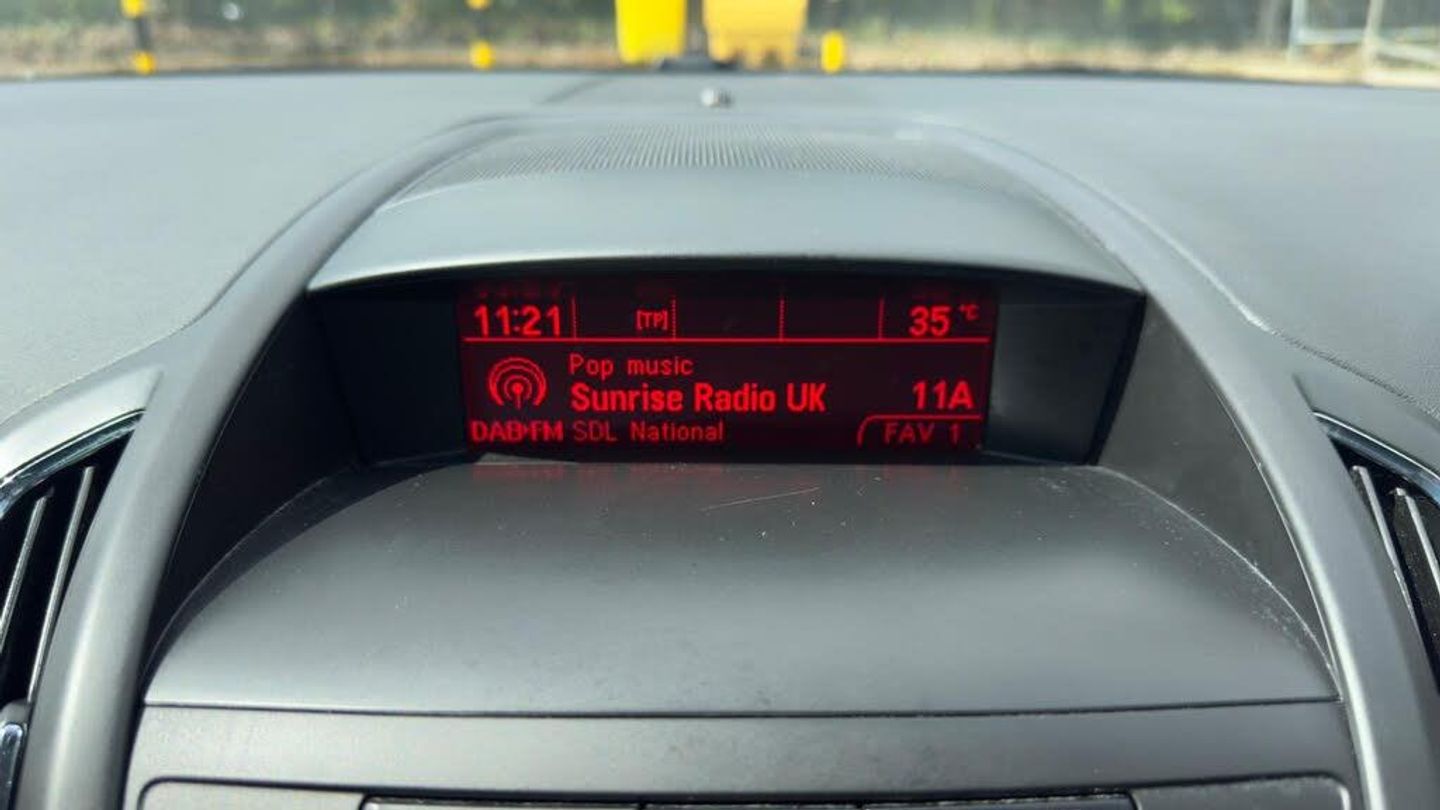 11:21 [TP] 35 °C
Pop music
Sunrise Radio UK 11A
DAB·FM SDL National FAV 1